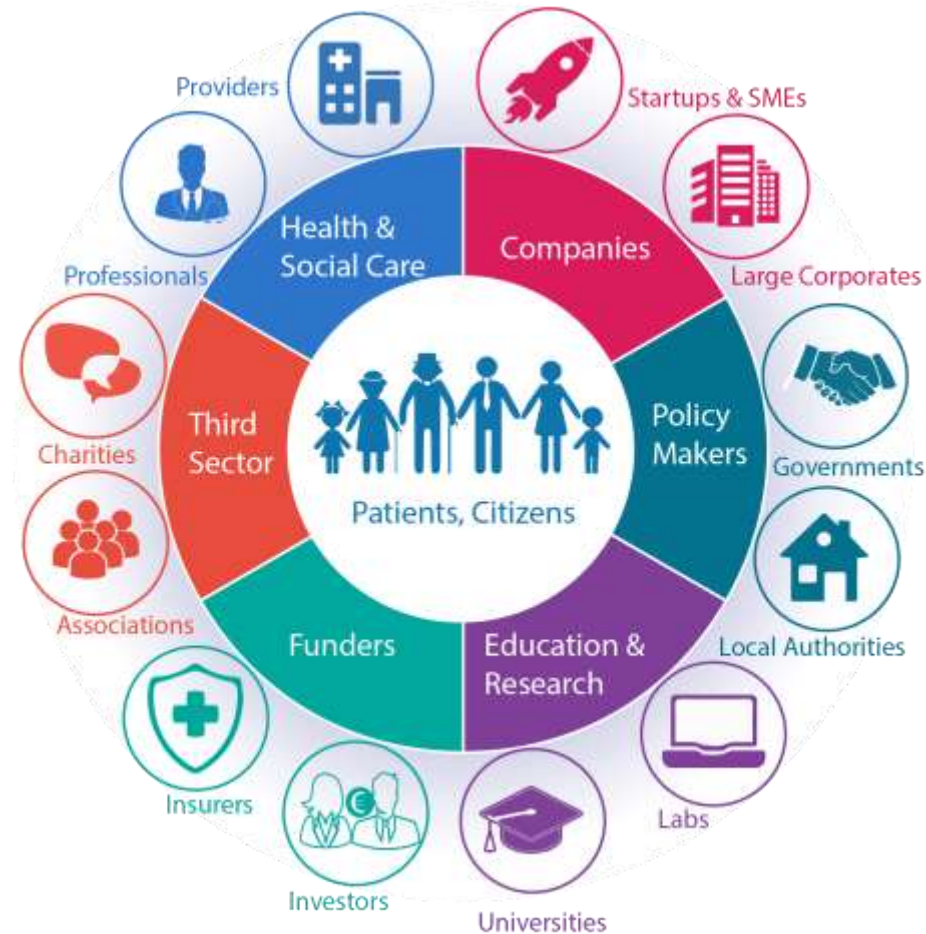 Providers
Startups & SMEs
Professionals
Health &
Social Care
Companies
Large Corporates
Charities
Third
Sector
Policy
Makers
Governments
Patients, Citizens
Associations
Funders
Education &
Research
Local Authorities
Insurers
Labs
Investors
Universities